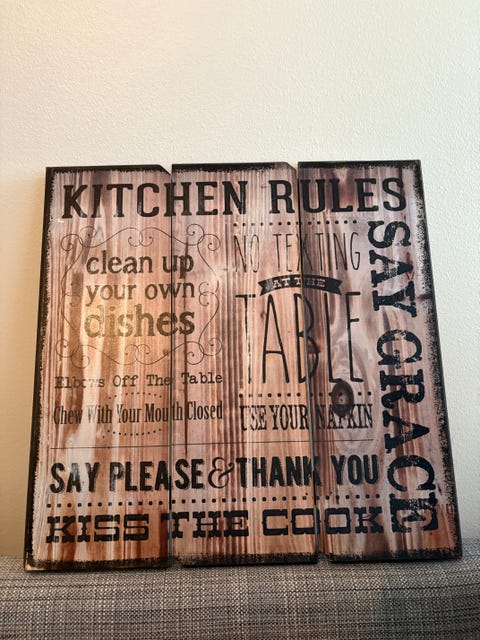 KITCHEN RULES
clean up
your own
dishes
Elbows Off The Table
Chew With Your Mouth Closed
NO TEXTING
AT THE
TABLE
USE YOUR NAPKIN
SAY GRACE
SAY PLEASE & THANK YOU
KISS THE COOK